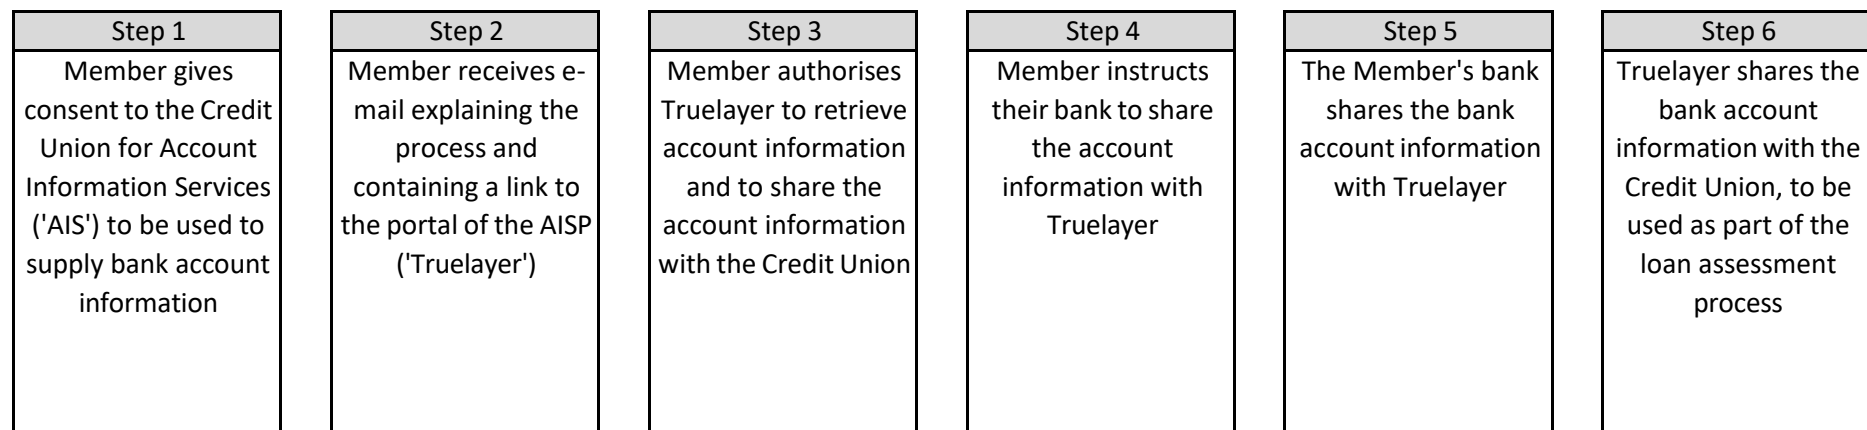 Step 1
Member gives
consent to the Credit
Union for Account
Information Services
('AIS') to be used to
supply bank account
information
Step 2
Member receives e-
mail explaining the
process and
containing a link to
the portal of the AISP
('Truelayer')
Step 3
Member authorises
Truelayer to retrieve
account information
and to share the
account information
with the Credit Union
Step 4
Member instructs
their bank to share
the account
information with
Truelayer
Step 5
The Member's bank
shares the bank
account information
with Truelayer
Step 6
Truelayer shares the
bank account
information with the
Credit Union, to be
used as part of the
loan assessment
process